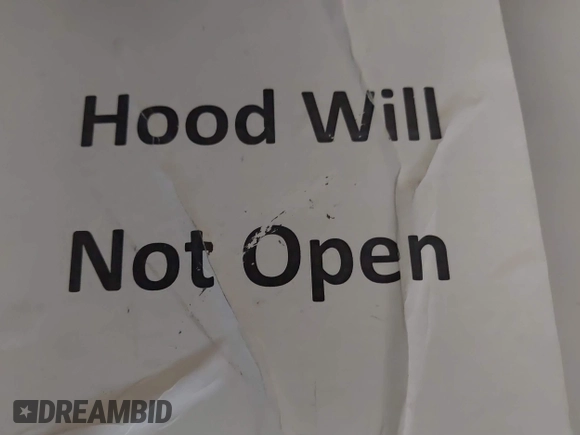 Hood Will
Not Open
DREAMBID